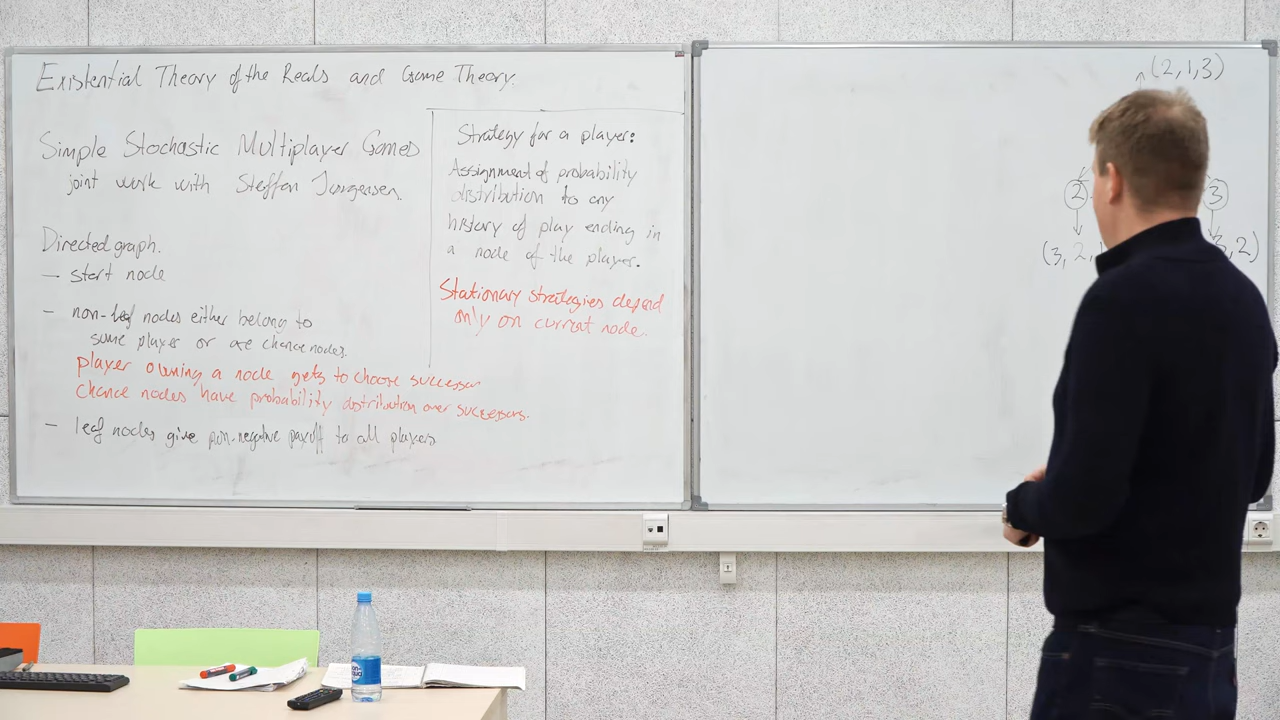 Existential Theory of the Reals and Game Theory.
Simple Stochastic Multiplayer Games
joint work with Steffan Jørgensen.
Directed graph.
– start node
– non-leaf nodes either belong to
some player or are chance nodes.
player owning a node gets to choose successor
chance nodes have probability distribution over successors.
– leaf nodes give non-negative payoff to all players
Strategy for a player:
Assignment of probability
distribution to any
history of play ending in
a node of the player.
Stationary strategies depend
only on current node.
(2,1,3)
2
3
(3, 2, 1
3, 2)